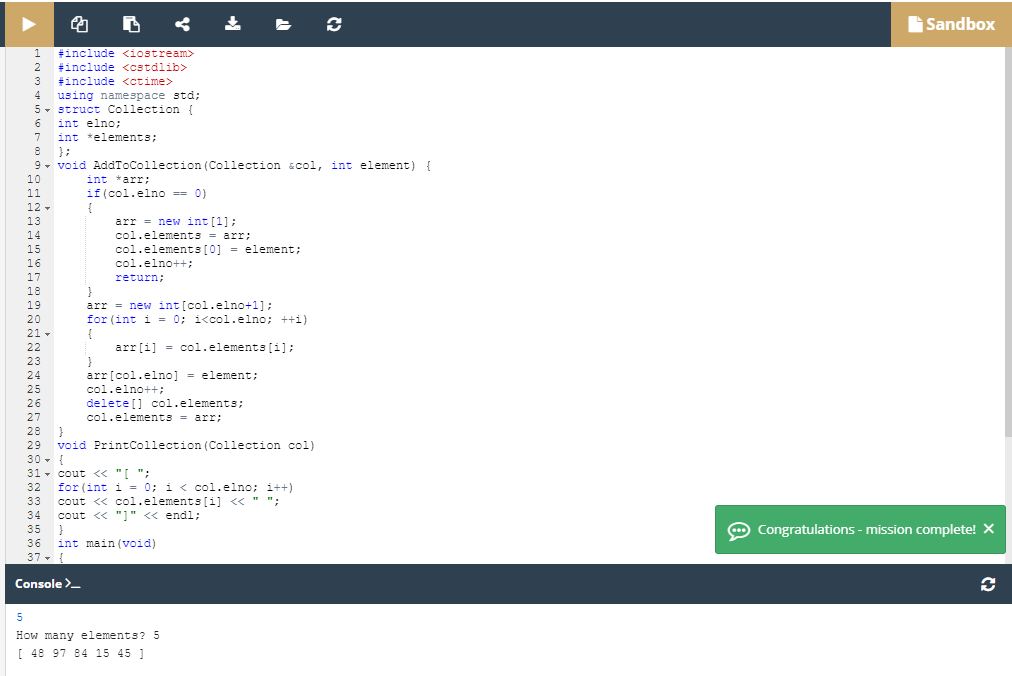 Sandbox
1 #include <iostream>
2 #include <cstdlib>
3 #include <ctime>
4 using namespace std;
5 struct Collection {
6 int elno;
7 int *elements;
8 };
9 void AddToCollection(Collection &col, int element) {
10     int *arr;
11     if(col.elno == 0)
12     {
13         arr = new int[1];
14         col.elements = arr;
15         col.elements[0] = element;
16         col.elno++;
17         return;
18     }
19     arr = new int[col.elno+1];
20     for(int i = 0; i<col.elno; ++i)
21     {
22         arr[i] = col.elements[i];
23     }
24     arr[col.elno] = element;
25     col.elno++;
26     delete[] col.elements;
27     col.elements = arr;
28 }
29 void PrintCollection(Collection col)
30 {
31 cout << "[ ";
32 for(int i = 0; i < col.elno; i++)
33 cout << col.elements[i] << " ";
34 cout << "]" << endl;
35 }
36 int main(void)
37 {
Congratulations - mission complete! ×
Console >_
5
How many elements? 5
[ 48 97 84 15 45 ]